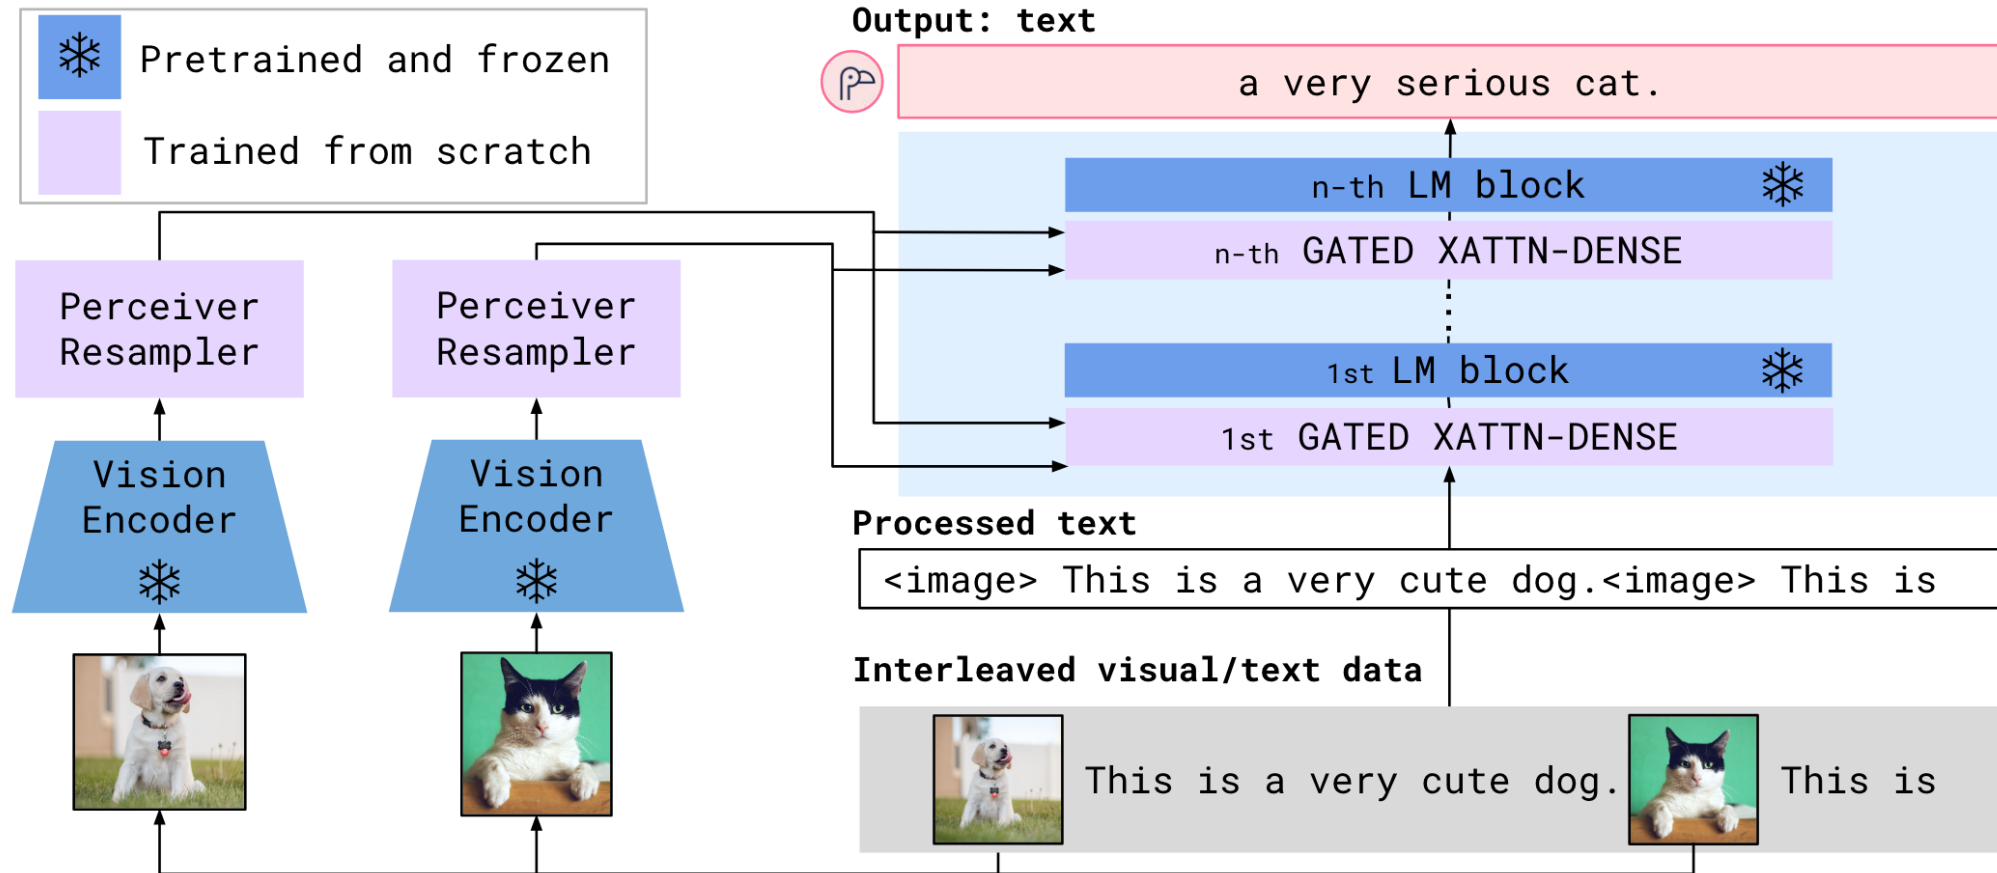 Pretrained and frozen
Trained from scratch
Output: text
a very serious cat.
n-th LM block
n-th GATED XATTN-DENSE
1st LM block
1st GATED XATTN-DENSE
Perceiver
Resampler
Perceiver
Resampler
Vision
Encoder
Vision
Encoder
Processed text
<image> This is a very cute dog.<image> This is
Interleaved visual/text data
This is a very cute dog.
This is